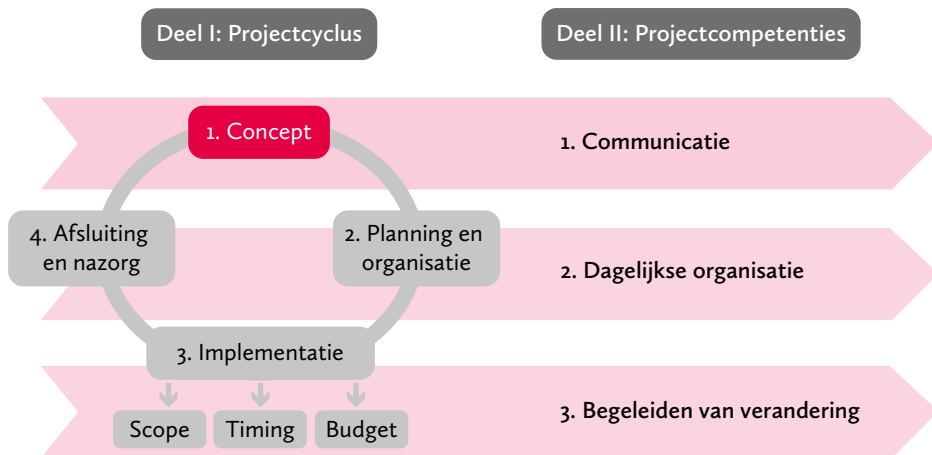 Deel I: Projectcyclus
Deel II: Projectcompetenties
1. Concept
1. Communicatie
4. Afsluiting
en nazorg
2. Planning en
organisatie
2. Dagelijkse organisatie
3. Implementatie
Scope
Timing
Budget
3. Begeleiden van verandering